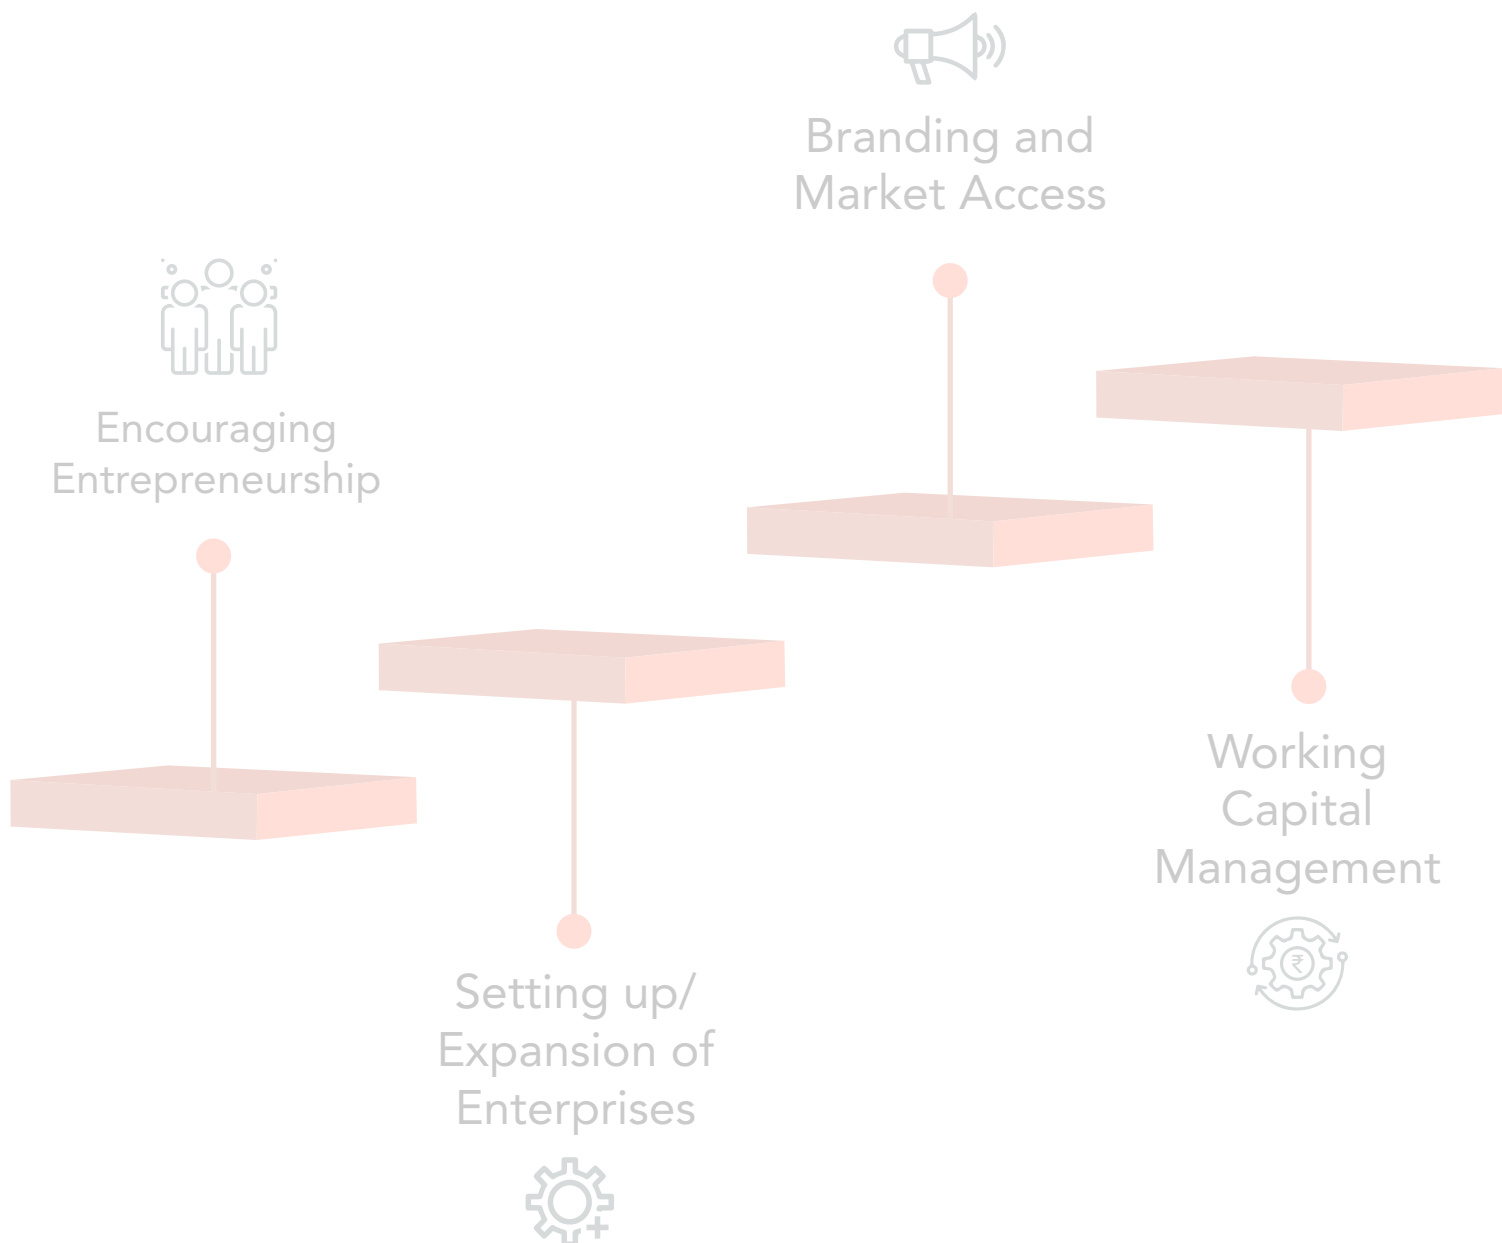 Branding and
Market Access
Encouraging
Entrepreneurship
Working
Capital
Management
₹
Setting up/
Expansion of
Enterprises